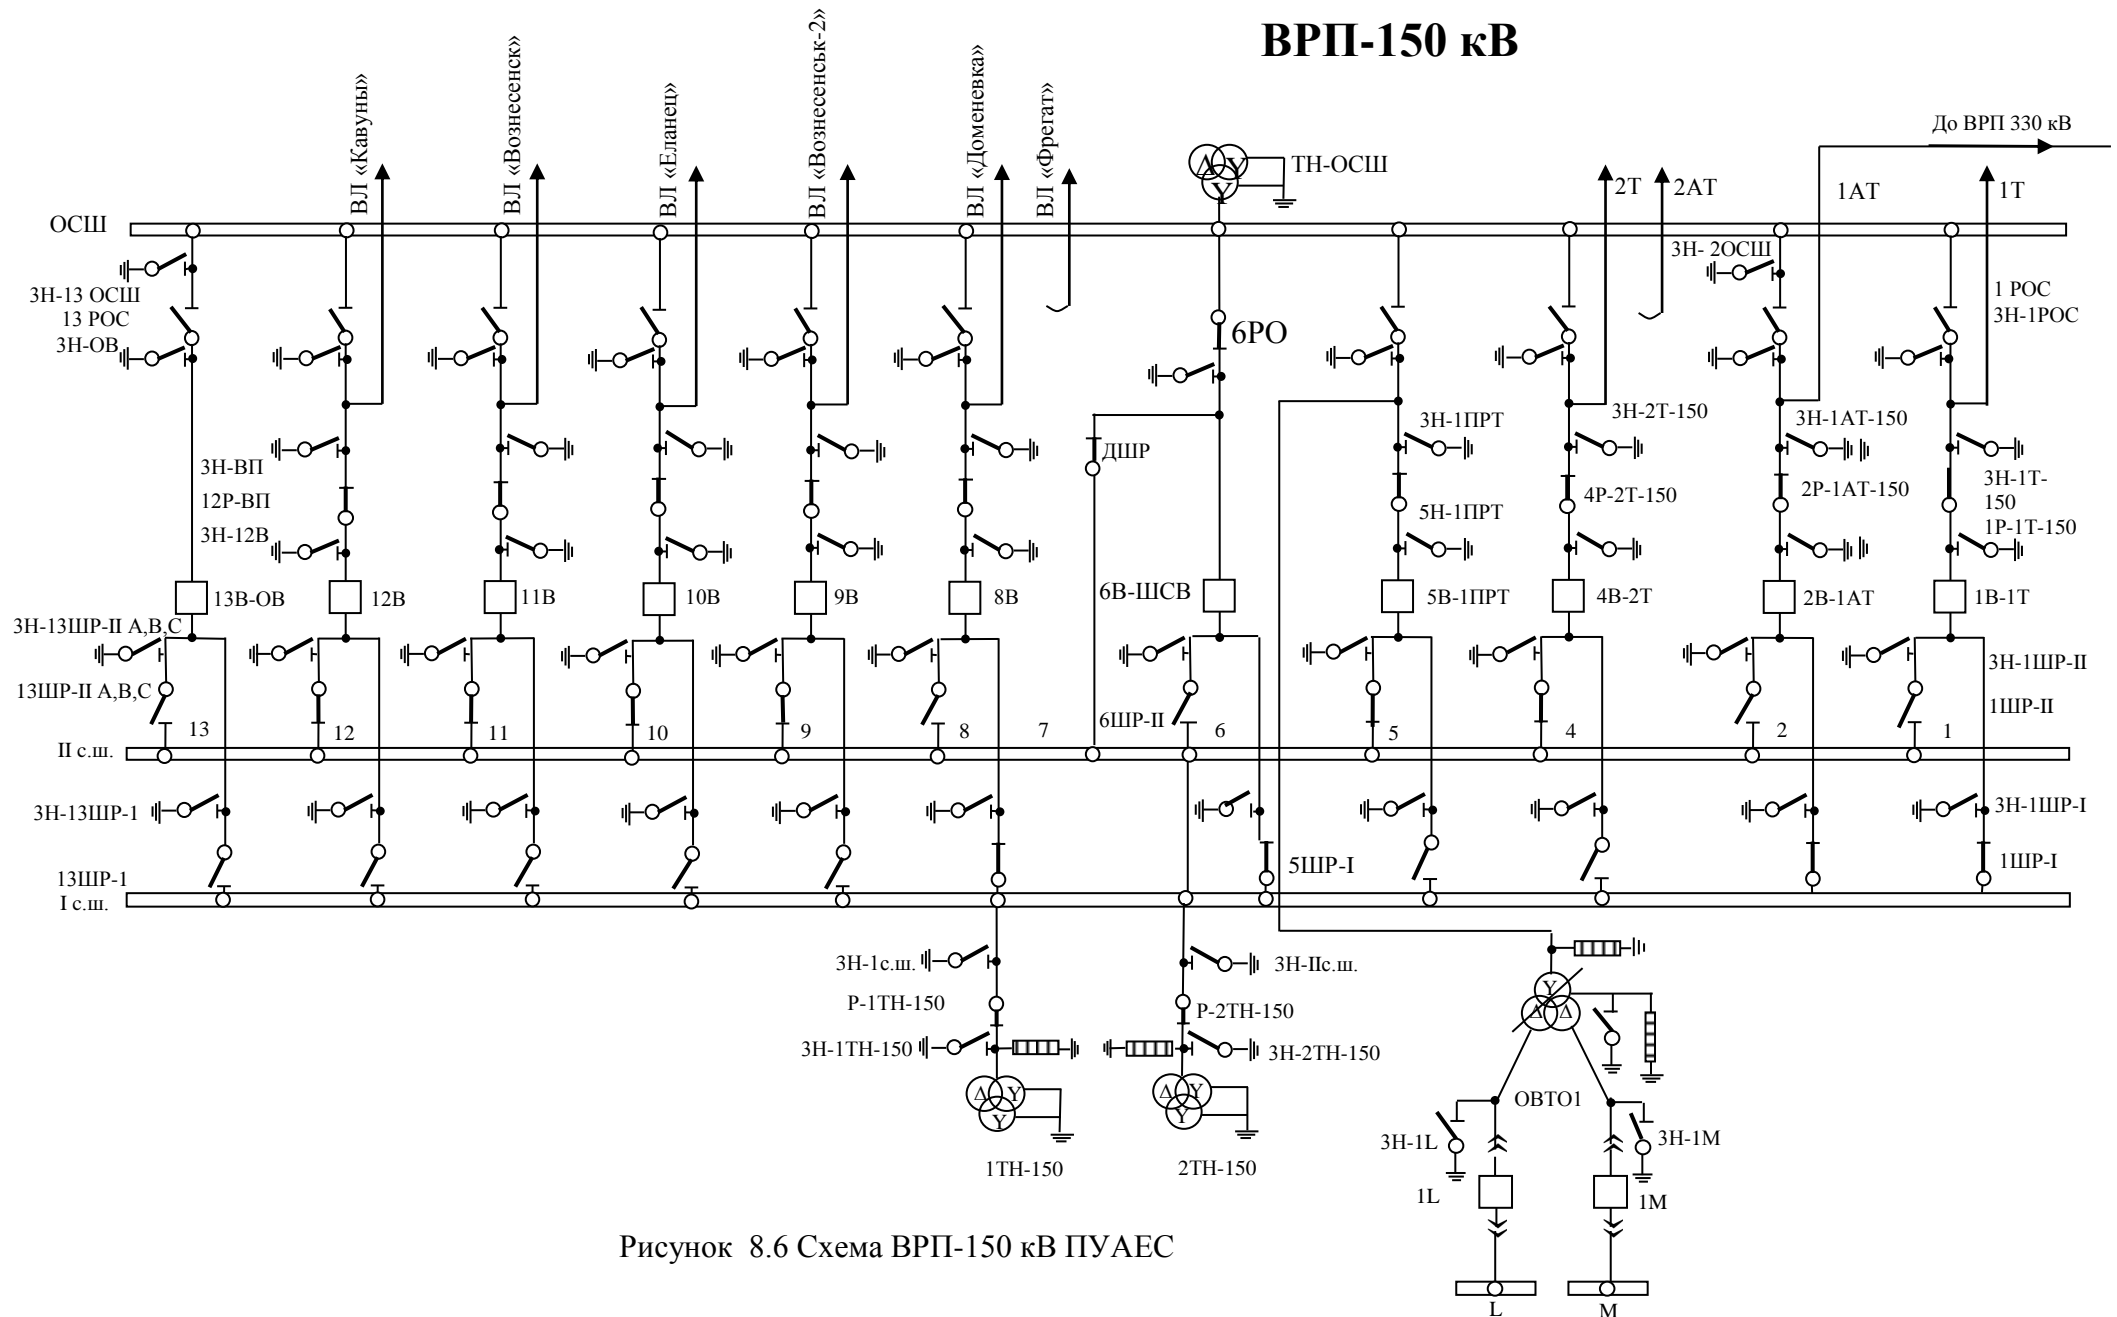 ВРП-150 кВ
ВЛ «Кавуны»
ВЛ «Вознесенск»
ВЛ «Еланец»
ВЛ «Вознесенськ-2»
ВЛ «Доменевка»
ВЛ «Фрегат»
До ВРП 330 кВ
Δ Y
Y
ТН-ОСШ
2Т
2АТ
1АТ
1Т
ОСШ
ЗН- 2ОСШ
ЗН-13 ОСШ
13 РОС
ЗН-ОВ
1 РОС
ЗН-1РОС
6РО
ЗН-1ПРТ
ЗН-2Т-150
ЗН-1АТ-150
ДШР
ЗН-ВП
12Р-ВП
ЗН-12В
5Н-1ПРТ
4Р-2Т-150
2Р-1АТ-150
ЗН-1Т-
150
1Р-1Т-150
13В-ОВ
12В
11В
10В
9В
8В
6В-ШСВ
5В-1ПРТ
4В-2Т
2В-1АТ
1В-1Т
ЗН-13ШР-II А,В,С
ЗН-1ШР-II
13ШР-II А,В,С
6ШР-II
1ШР-II
13
12
11
10
9
8
7
6
5
4
2
1
II с.ш.
ЗН-13ШР-1
ЗН-1ШР-I
13ШР-1
5ШР-I
1ШР-I
I с.ш.
ЗН-1с.ш.
ЗН-IIс.ш.
Р-1ТН-150
Р-2ТН-150
ЗН-1ТН-150
ЗН-2ТН-150
Y
Δ Δ
Δ Y
Y
Δ Y
Y
ОВТО1
1ТН-150
2ТН-150
ЗН-1L
ЗН-1М
1L
1М
L
М
Рисунок 8.6 Схема ВРП-150 кВ ПУАЕС